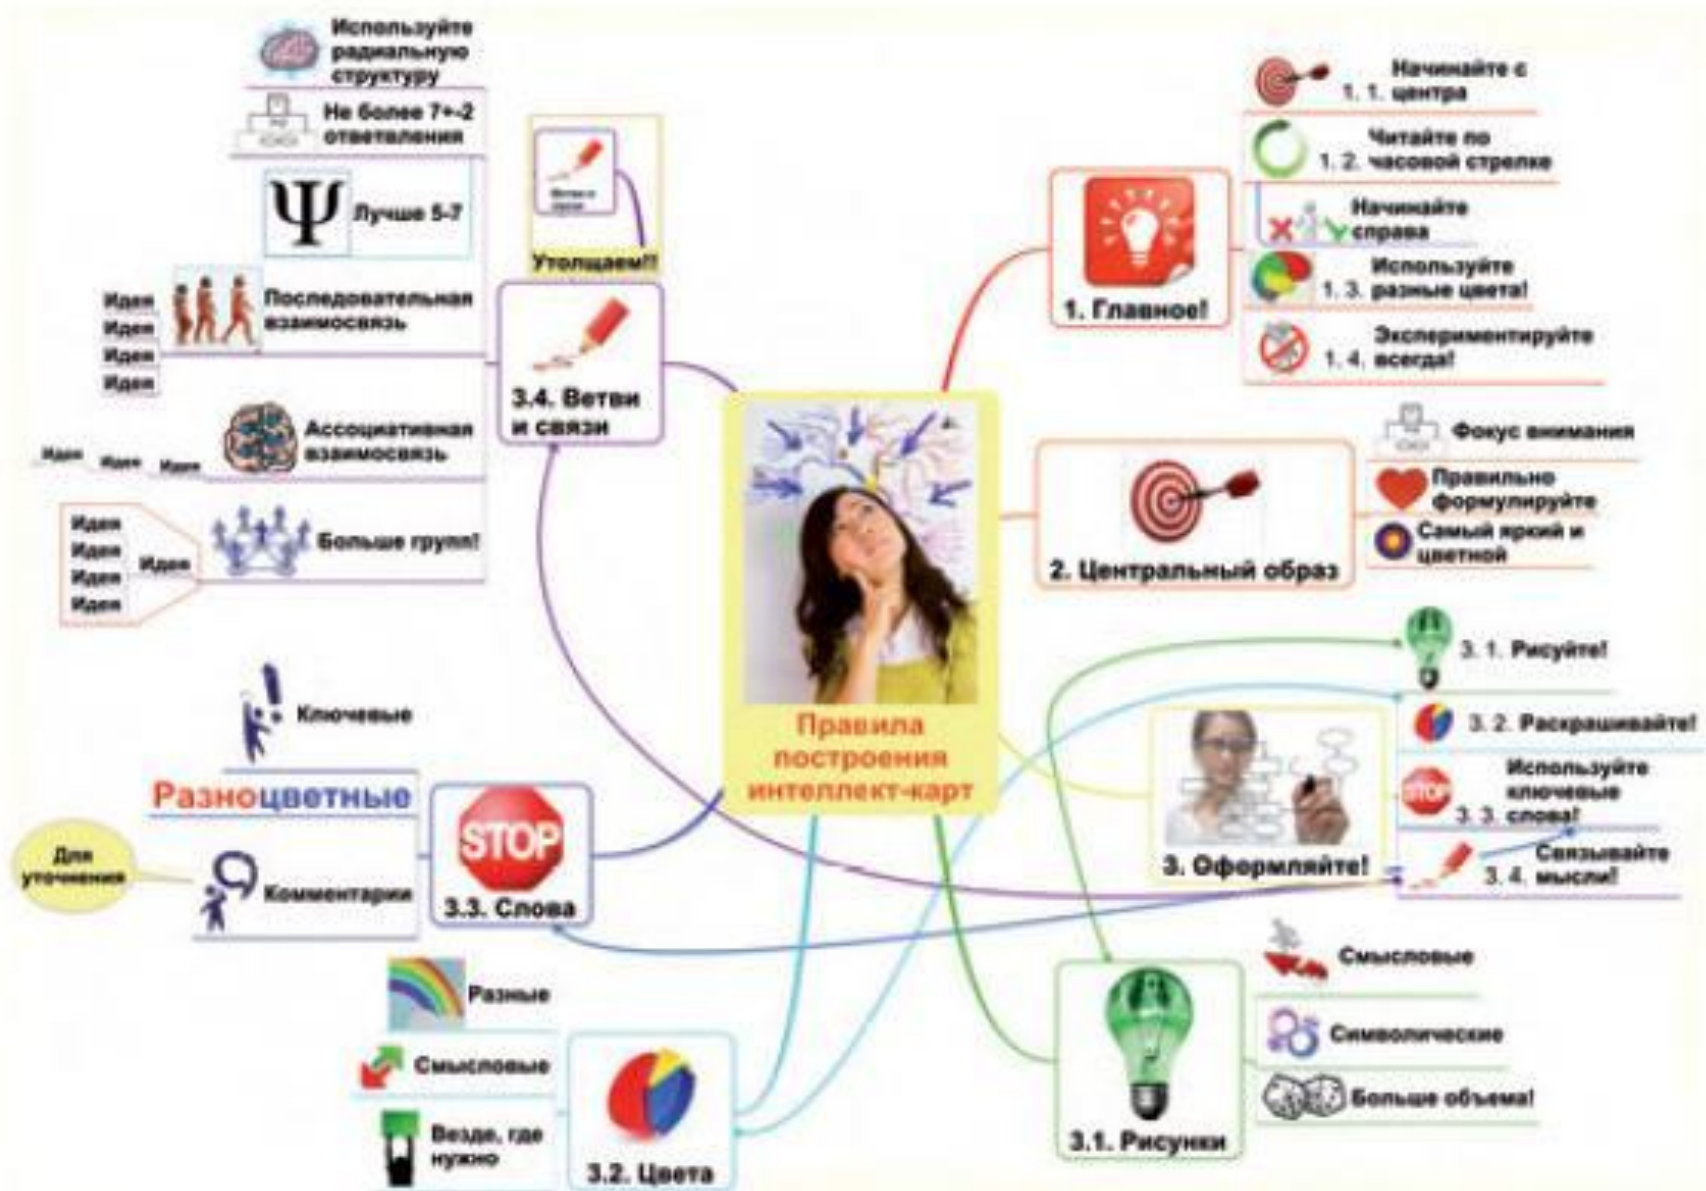 Правила
построения
интеллект-карт
1. Главное!
Начинайте с
1. 1. центра
Читайте по
1. 2. часовой стрелке
Начинайте
справа
Используйте
1. 3. разные цвета!
Экспериментируйте
1. 4. всегда!
2. Центральный образ
Фокус внимания
Правильно
формулируйте
Самый яркий и
цветной
3. Оформляйте!
3. 1. Рисуйте!
3. 2. Раскрашивайте!
Используйте
ключевые
STOP
3. 3. слова!
Связывайте
3. 4. мысли!
3.1. Рисунки
Смысловые
Символические
Больше объема!
3.2. Цвета
Разные
Смысловые
Везде, где
нужно
STOP
3.3. Слова
Ключевые
Разноцветные
Комментарии
Для
уточнения
3.4. Ветви
и связи
Ветви и
связи
Утолщаем!!
Используйте
радиальную
структуру
Не более 7+-2
ответвления
Ψ
Лучше 5-7
Последовательная
взаимосвязь
Идея
Идея
Идея
Идея
Ассоциативная
взаимосвязь
Идея Идея Идея
Больше групп!
Идея
Идея
Идея
Идея
Идея